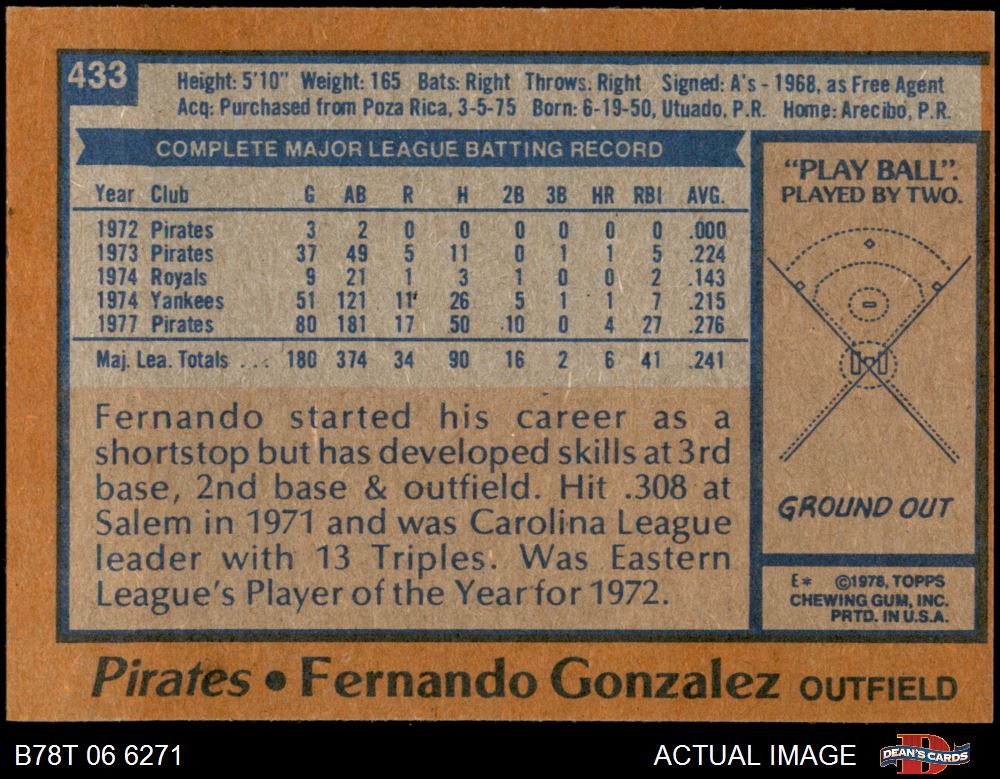 433
Height: 5'10" Weight: 165 Bats: Right Throws: Right Signed: A's - 1968, as Free Agent
Acq: Purchased from Poza Rica, 3-5-75 Born: 6-19-50, Utuado, P.R. Home: Arecibo, P.R.
COMPLETE MAJOR LEAGUE BATTING RECORD
Year Club G AB R H 2B 3B HR RBI AVG.
1972 Pirates 3 2 0 0 0 0 0 0 .000
1973 Pirates 37 49 5 11 0 1 1 5 .224
1974 Royals 9 21 1 3 1 0 0 2 .143
1974 Yankees 51 121 11 26 5 1 1 7 .215
1977 Pirates 80 181 17 50 10 0 4 27 .276
Maj. Lea. Totals ... 180 374 34 90 16 2 6 41 .241
Fernando started his career as a
shortstop but has developed skills at 3rd
base, 2nd base & outfield. Hit .308 at
Salem in 1971 and was Carolina League
leader with 13 Triples. Was Eastern
League's Player of the Year for 1972.
"PLAY BALL".
PLAYED BY TWO.
GROUND OUT
E* ©1978, TOPPS
CHEWING GUM, INC.
PRTD. IN U.S.A.
Pirates • Fernando Gonzalez OUTFIELD
B78T 06 6271
ACTUAL IMAGE
D
DEAN'S CARDS